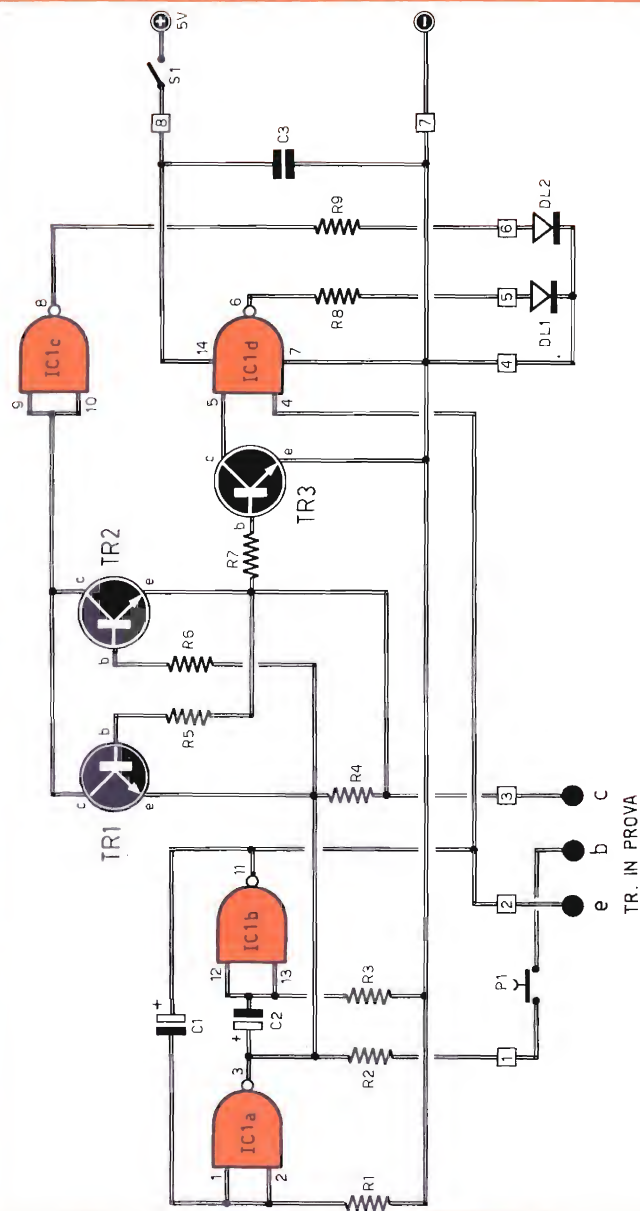 + 5V
S1
8
−
7
C3
R9
6
DL2
8
IC1c
9
10
R8
5
DL1
6
14
IC1d
7
4
5
4
c
b
e
TR3
R7
TR2
c
b
e
R6
TR1
c
b
e
R5
R4
3
c
11
IC1b
12
13
+
C1
+
C2
R3
3
IC1a
1
2
R2
R1
1
P1
2
e
b
TR. IN PROVA